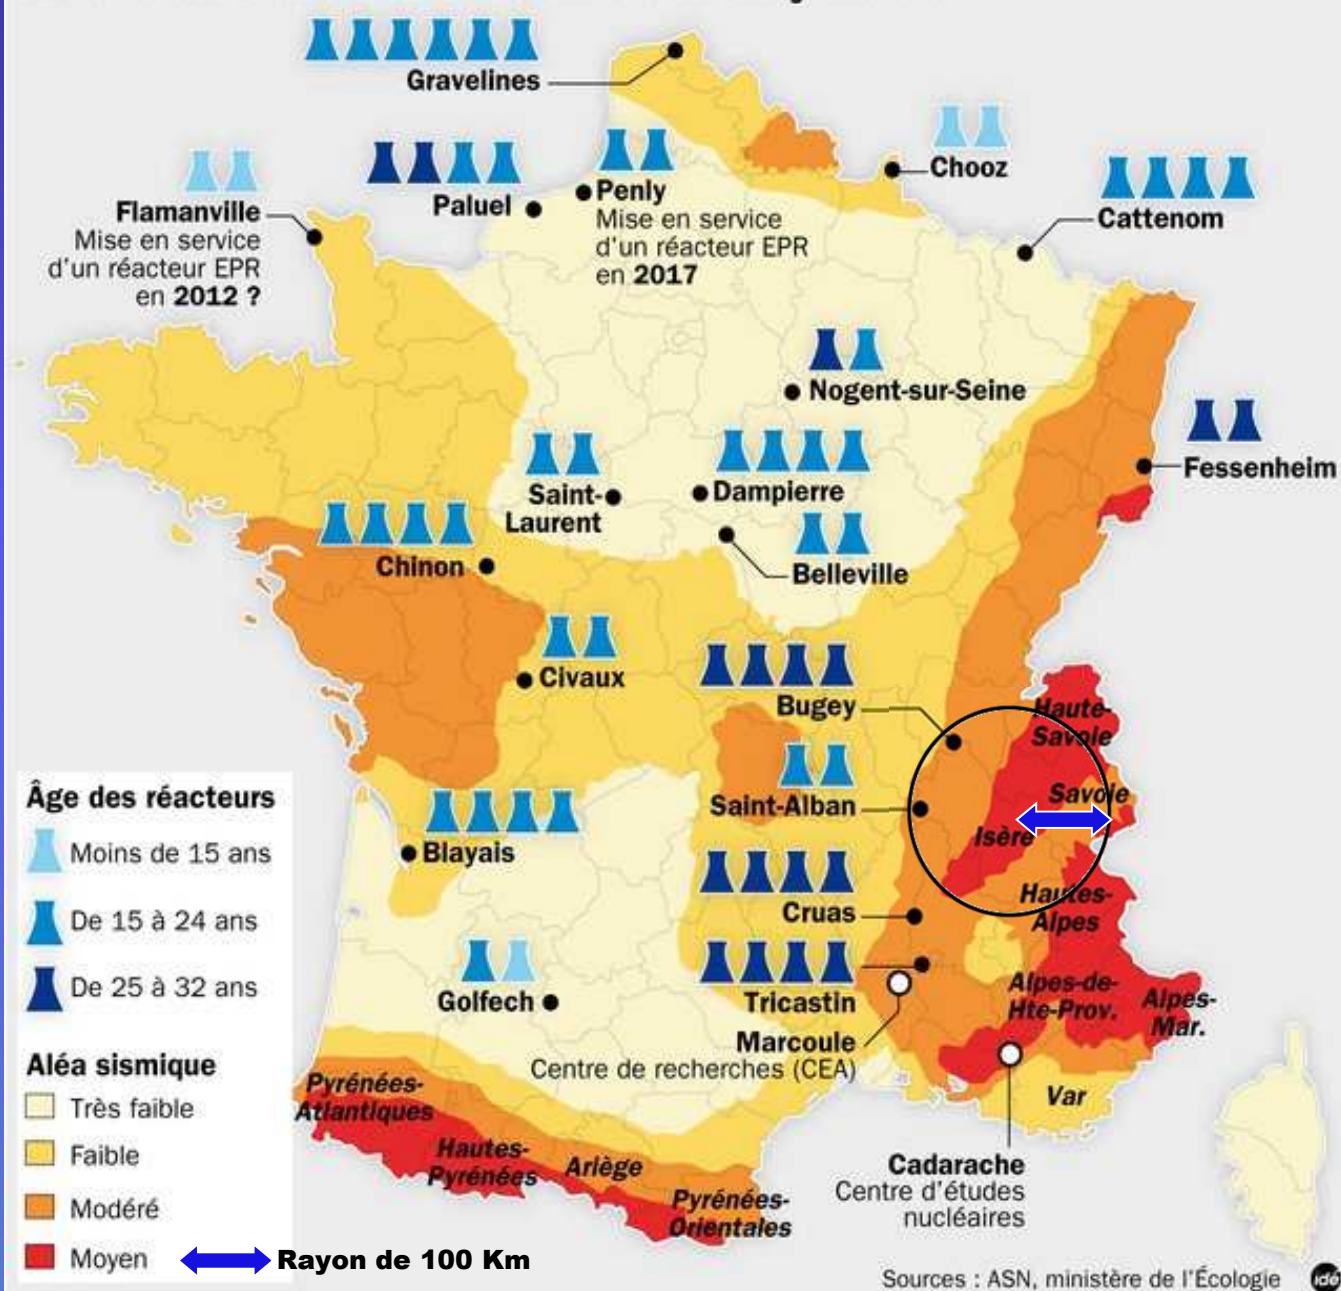 Gravelines
Chooz
Cattenom
Flamanville
Mise en service
d'un réacteur EPR
en 2012 ?
Paluel
Penly
Mise en service
d'un réacteur EPR
en 2017
Nogent-sur-Seine
Fessenheim
Saint-
Laurent
Dampierre
Belleville
Chinon
Civaux
Bugey
Haute-
Savoie
Savoie
Saint-Alban
Isère
Blayais
Cruas
Hautes-
Alpes
Golfech
Tricastin
Alpes-de-
Hte-Prov.
Alpes-
Mar.
Marcoule
Centre de recherches (CEA)
Var
Cadarache
Centre d'études
nucléaires
Pyrénées-
Atlantiques
Hautes-
Pyrénées
Ariège
Pyrénées-
Orientales
Âge des réacteurs
Moins de 15 ans
De 15 à 24 ans
De 25 à 32 ans
Aléa sismique
Très faible
Faible
Modéré
Moyen
Rayon de 100 Km
Sources : ASN, ministère de l'Écologie
idé